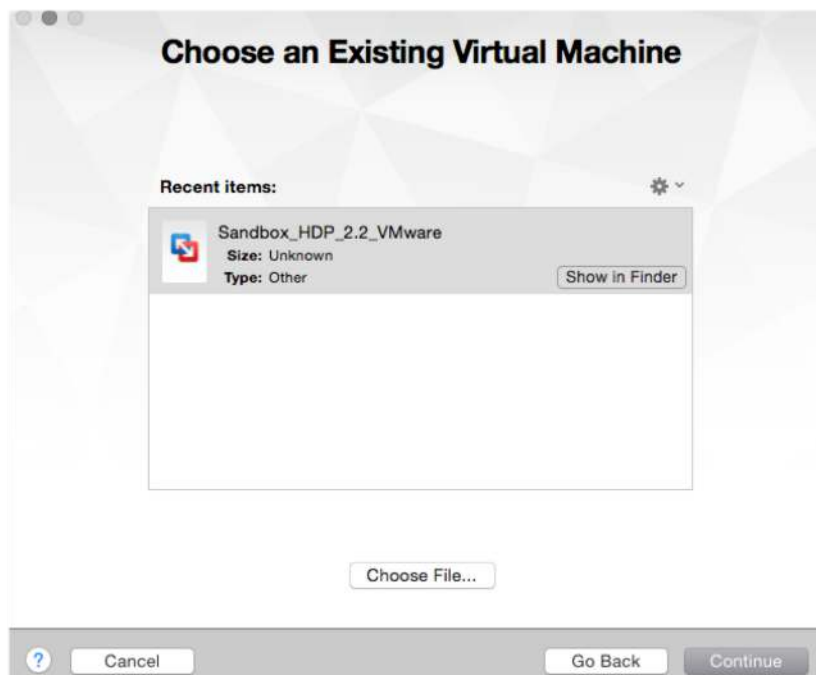 Choose an Existing Virtual Machine
Recent items:
Sandbox_HDP_2.2_VMware
Size: Unknown
Type: Other
Show in Finder
Choose File...
? Cancel Go Back Continue